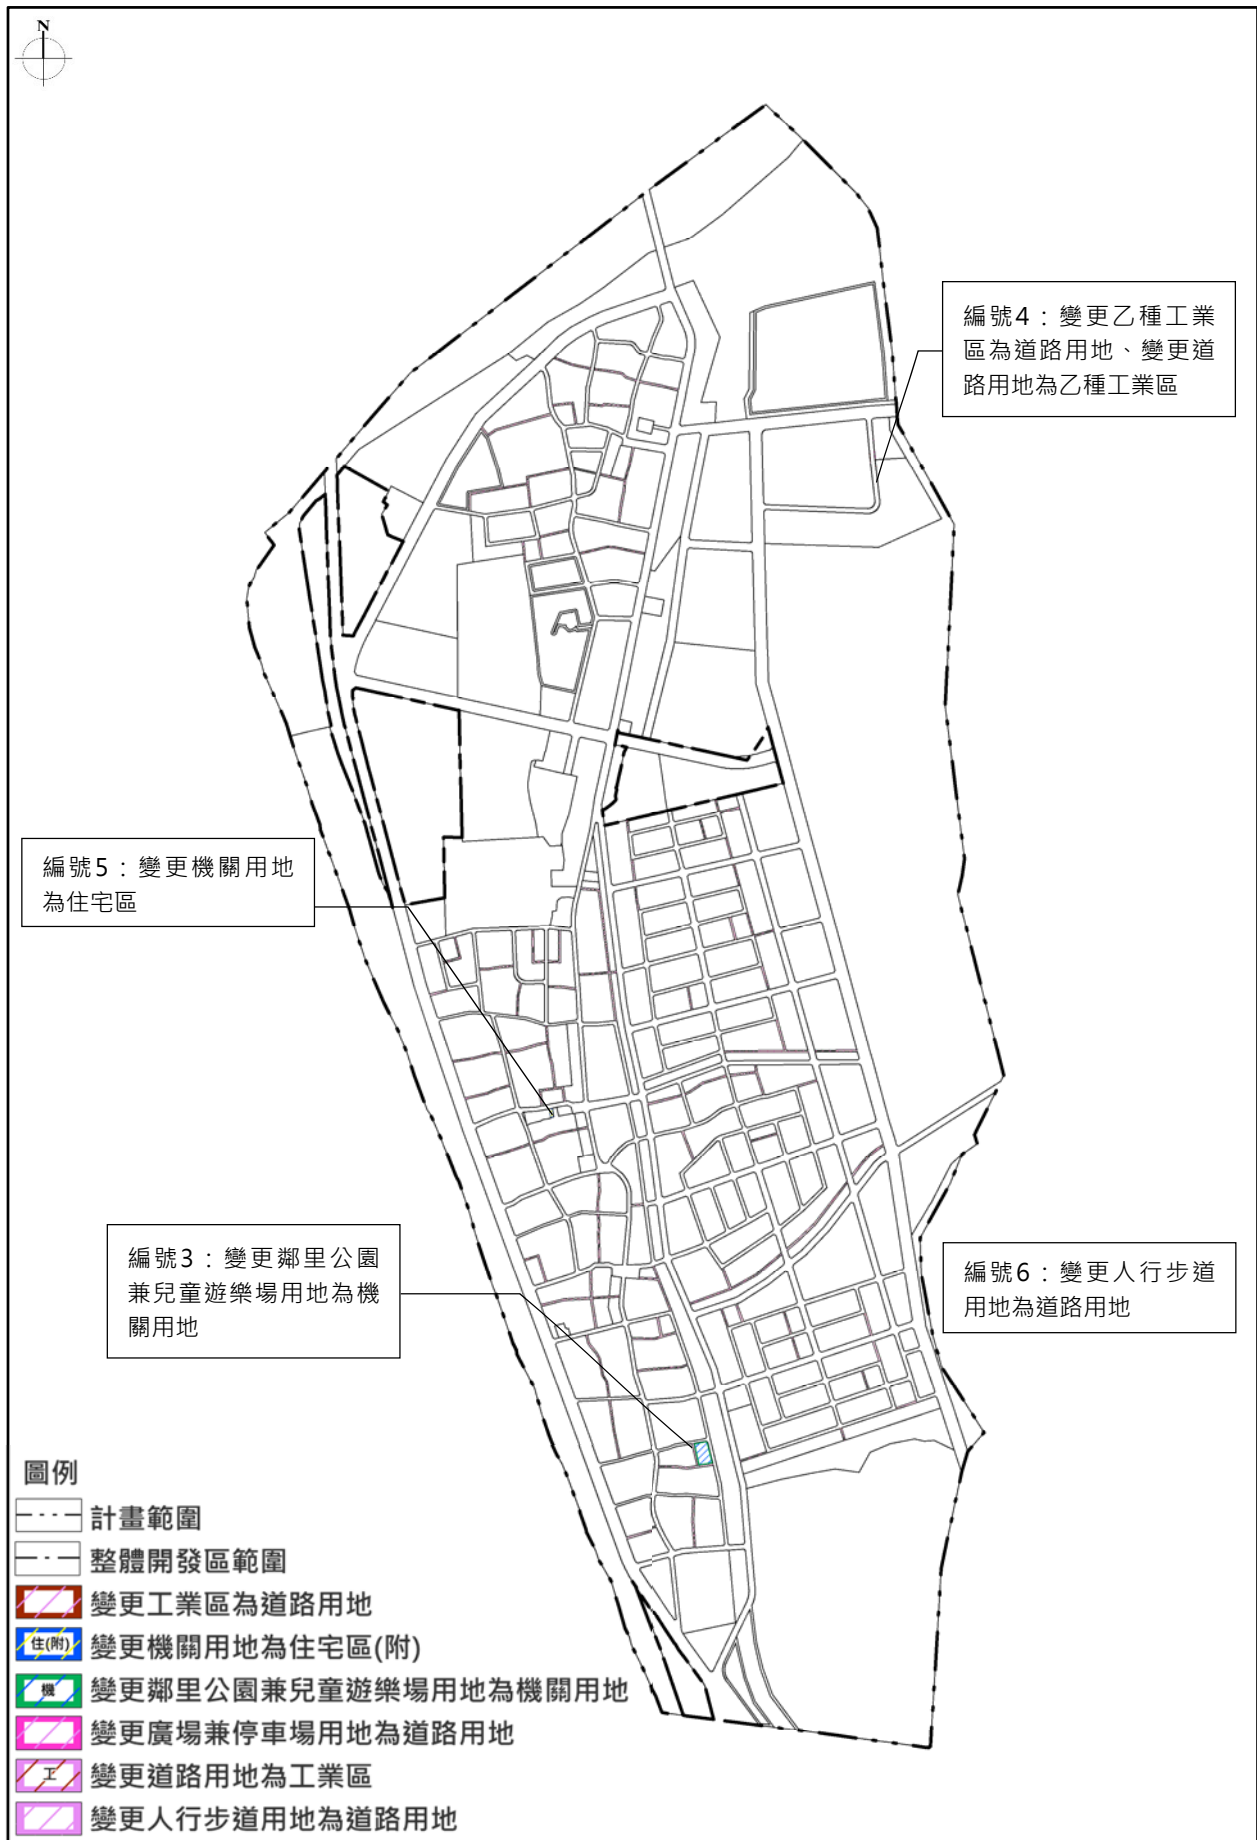 N
編號4：變更乙種工業
區為道路用地、變更道
路用地為乙種工業區
編號5：變更機關用地
為住宅區
編號3：變更鄰里公園
兼兒童遊樂場用地為機
關用地
編號6：變更人行步道
用地為道路用地
圖例
計畫範圍
整體開發區範圍
變更工業區為道路用地
住(附)
變更機關用地為住宅區(附)
機
變更鄰里公園兼兒童遊樂場用地為機關用地
變更廣場兼停車場用地為道路用地
工
變更道路用地為工業區
變更人行步道用地為道路用地